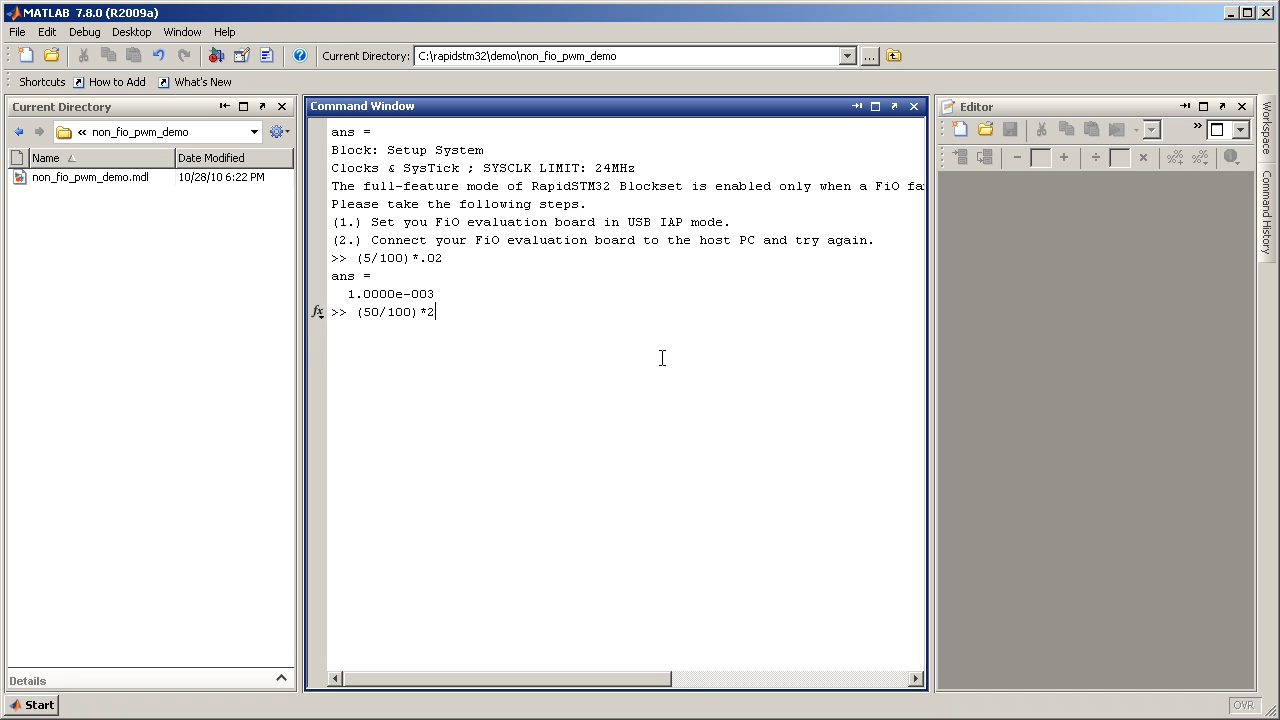 MATLAB 7.8.0 (R2009a)
File Edit Debug Desktop Window Help
Current Directory: C:\rapidstm32\demo\non_fio_pwm_demo ...
Shortcuts How to Add What's New
Current Directory
« non_fio_pwm_demo
Name Date Modified
non_fio_pwm_demo.mdl 10/28/10 6:22 PM
Details
Command Window
ans =
Block: Setup System
Clocks & SysTick ; SYSCLK LIMIT: 24MHz
The full-feature mode of RapidSTM32 Blockset is enabled only when a FiO fa
Please take the following steps.
(1.) Set you FiO evaluation board in USB IAP mode.
(2.) Connect your FiO evaluation board to the host PC and try again.
>> (5/100)*.02
ans =
1.0000e-003
fx >> (50/100)*2
Editor
»
− + ÷ ×
Workspace
Command History
Start
OVR